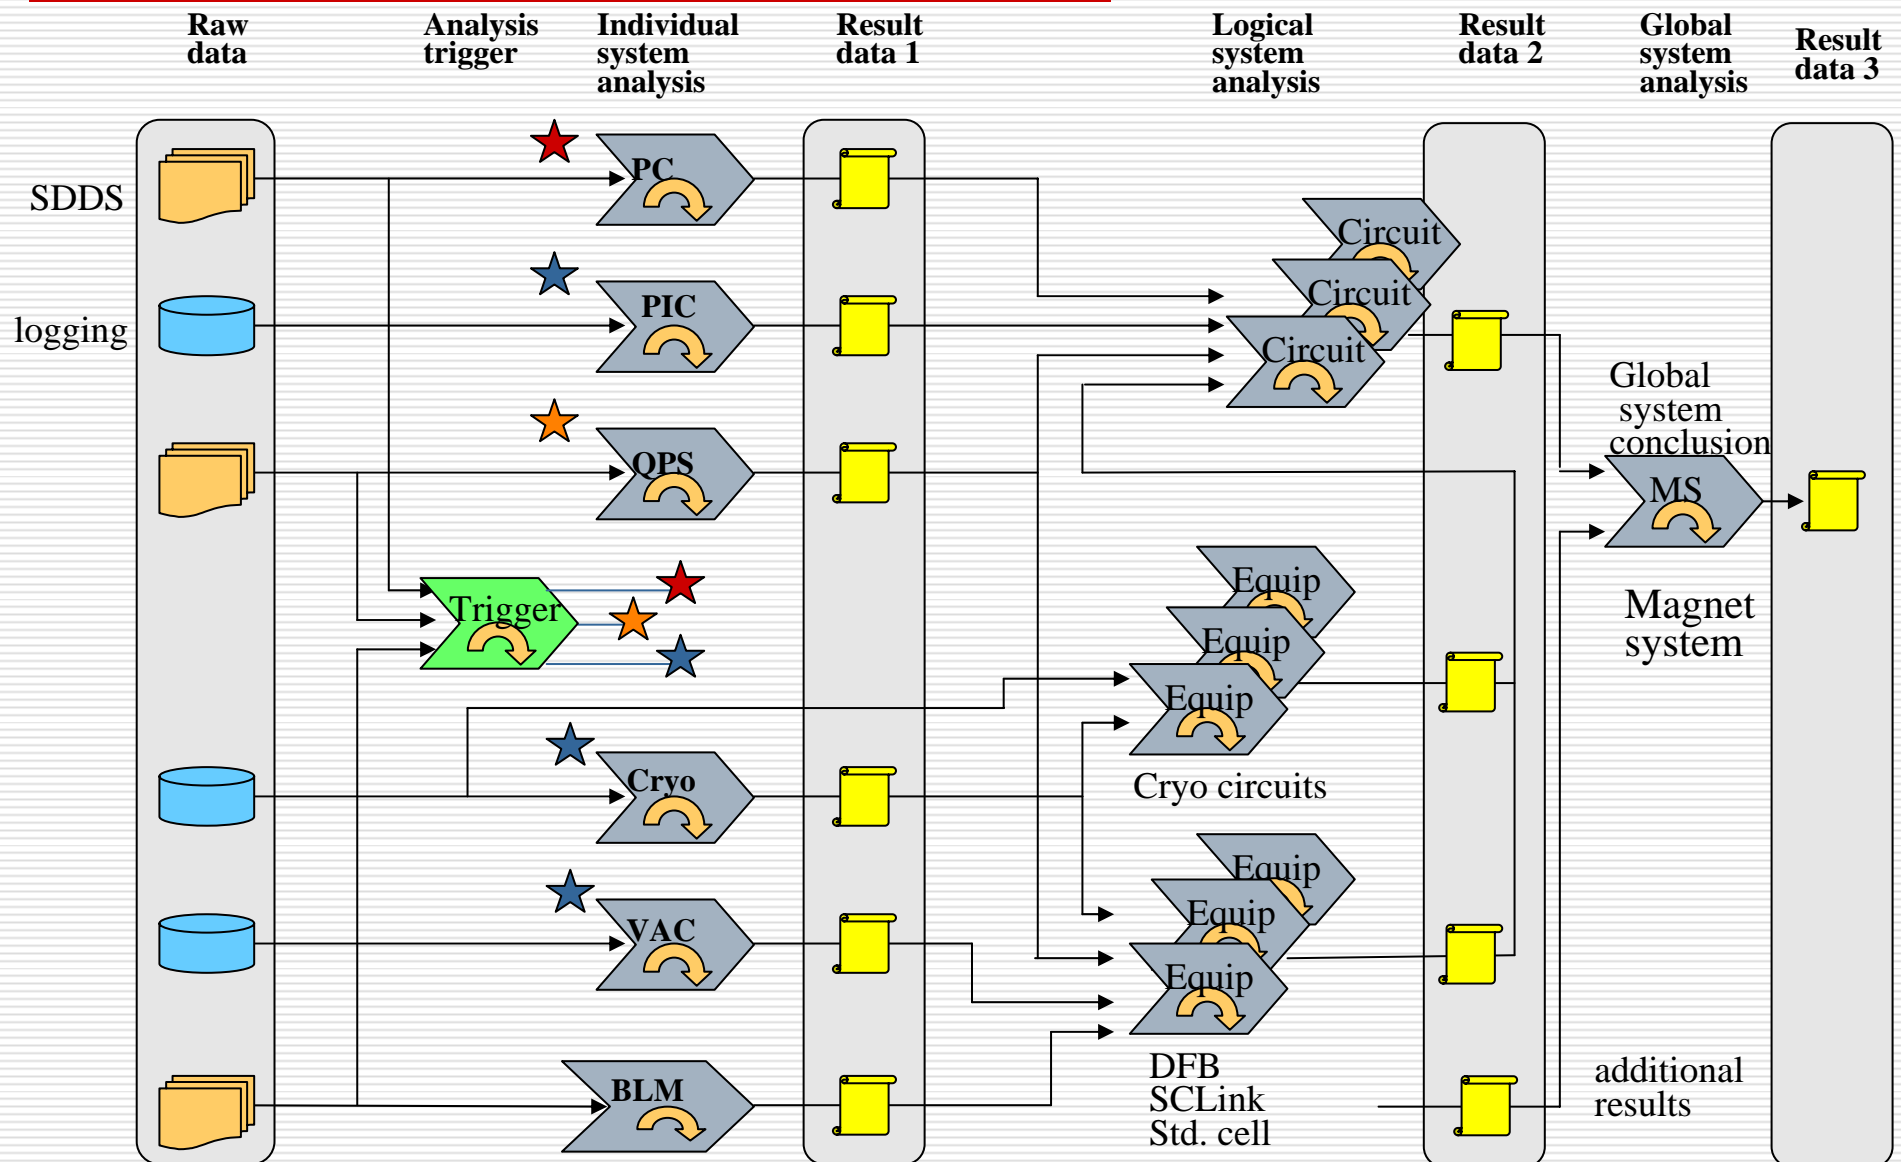 Raw
data
Analysis
trigger
Individual
system
analysis
Result
data 1
Logical
system
analysis
Result
data 2
Global
system
analysis
Result
data 3
SDDS
PC
Circuit
Circuit
Circuit
logging
PIC
Global
system
conclusion
QPS
MS
Trigger
Equip
Equip
Equip
Magnet
system
Cryo
Cryo circuits
Equip
Equip
Equip
VAC
BLM
DFB
SCLink
Std. cell
additional
results